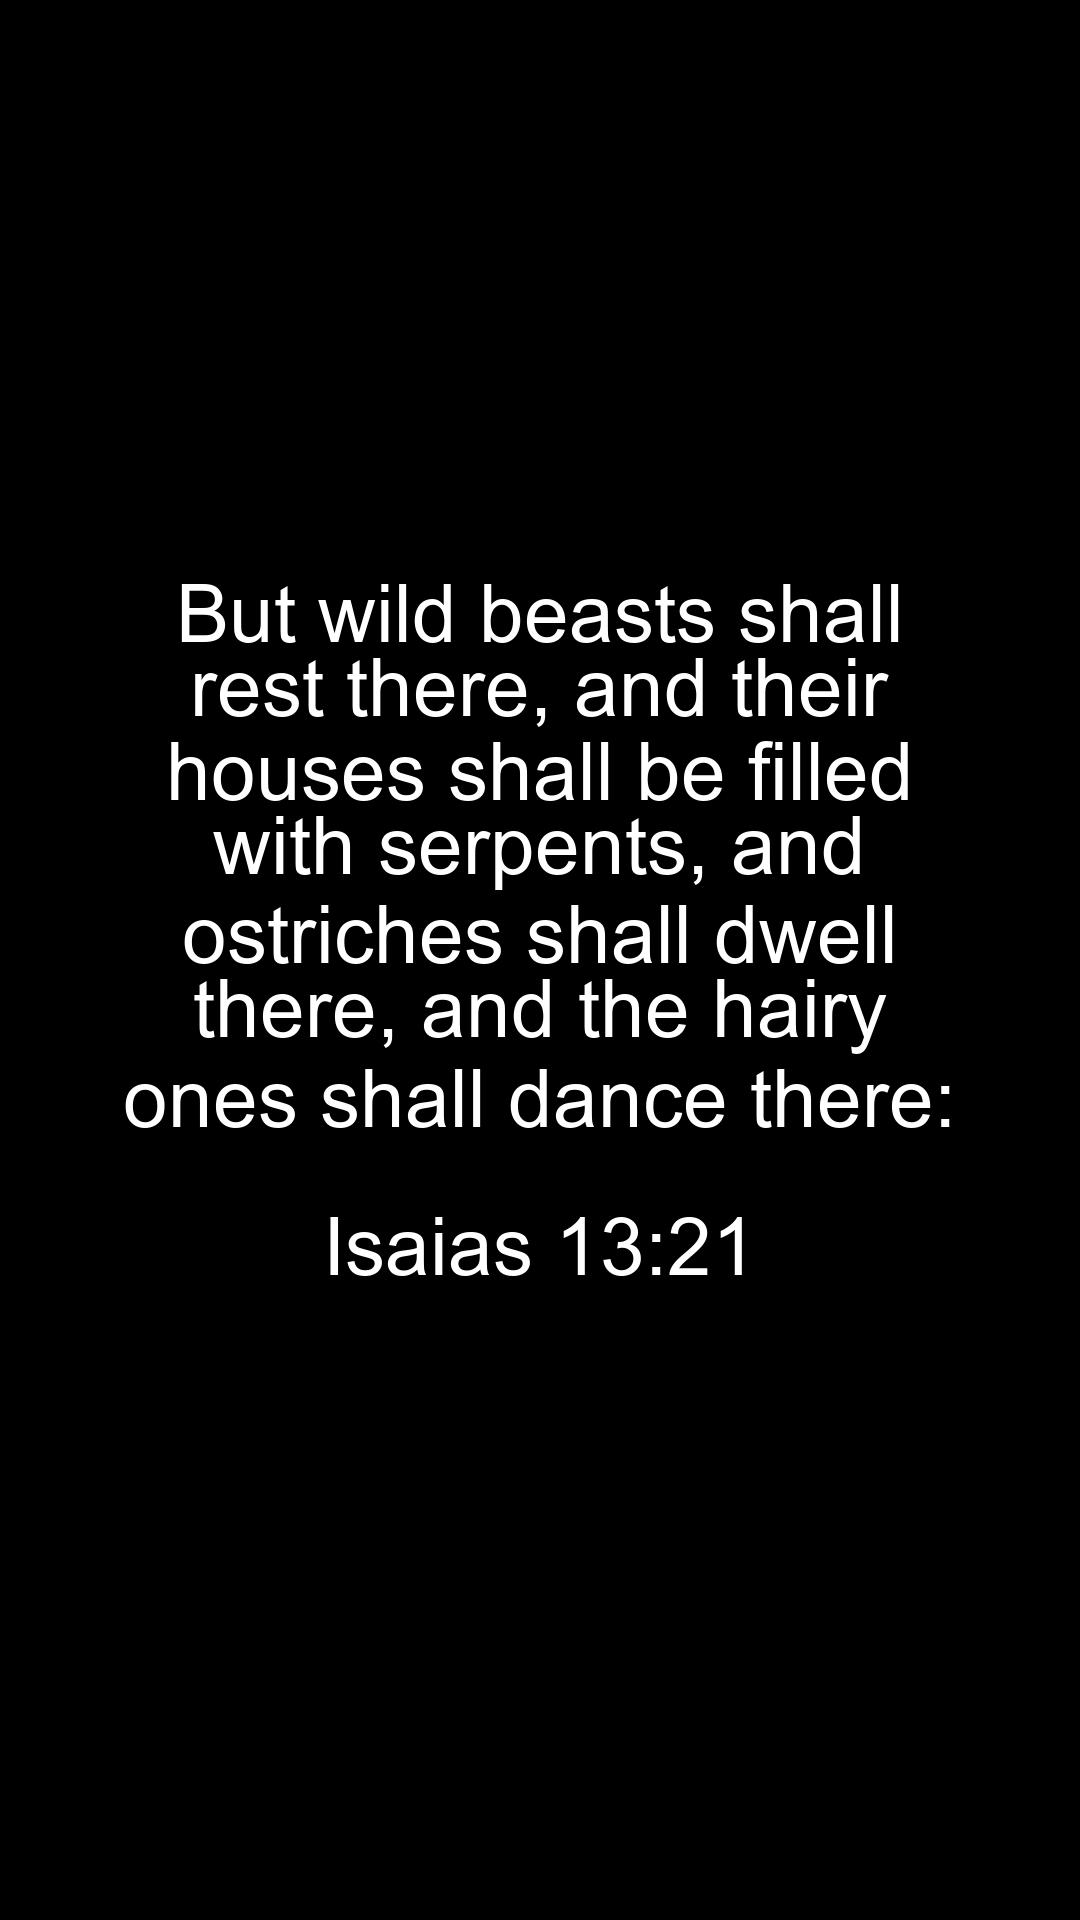 But wild beasts shall
rest there, and their
houses shall be filled
with serpents, and
ostriches shall dwell
there, and the hairy
ones shall dance there:
Isaias 13:21